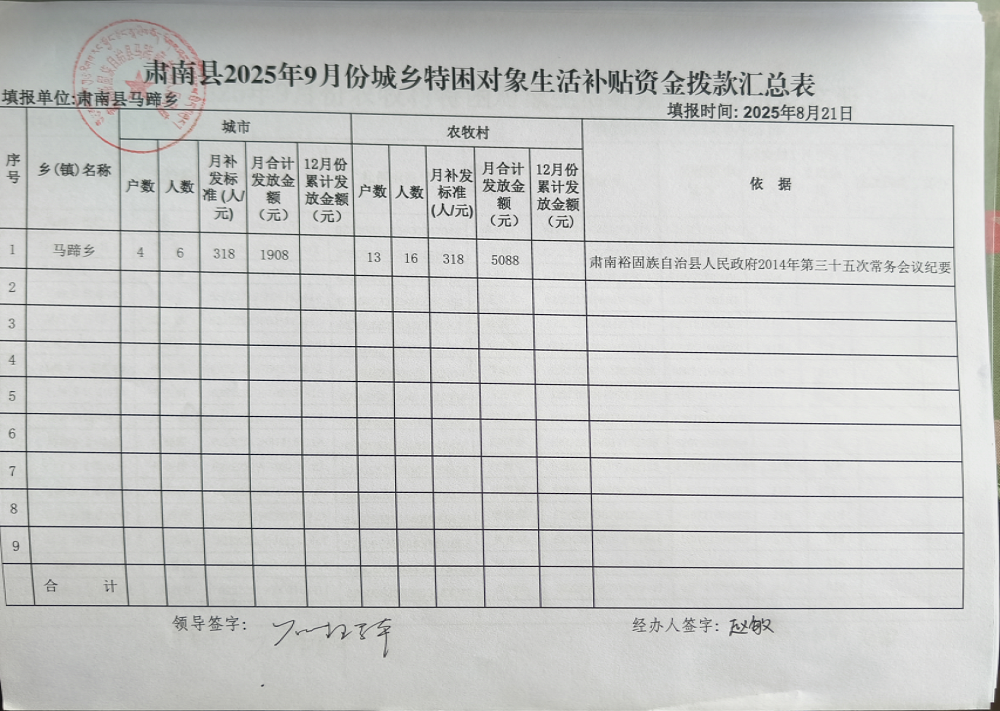 肃南县2025年9月份城乡特困对象生活补贴资金拨款汇总表
填报单位:肃南县马蹄乡 填报时间: 2025年8月21日
序号 乡(镇)名称 城市 农牧村 依 据
户数 人数 月补发标准 (人/元) 月合计发放金额（元） 12月份累计发放金额（元） 户数 人数 月补发标准(人/元) 月合计发放金额（元） 12月份累计发放金额(元)
1 马蹄乡 4 6 318 1908 13 16 318 5088 肃南裕固族自治县人民政府2014年第三十五次常务会议纪要
2
3
4
5
6
7
8
9
合 计
领导签字: 经办人签字: 赵敏